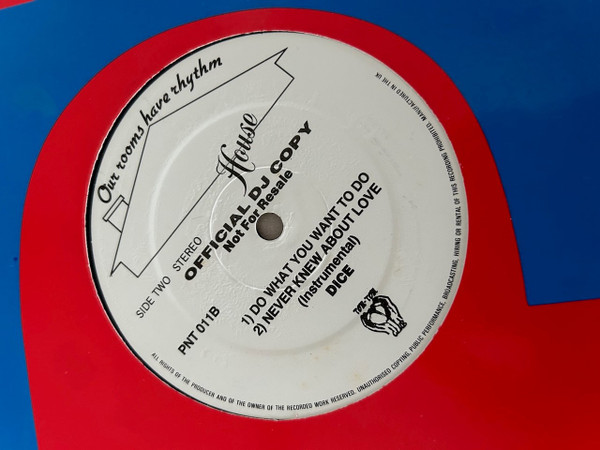 Our rooms have rhythm
House
OFFICIAL DJ COPY
Not For Resale
SIDE TWO STEREO
PNT 011B
1) DO WHAT YOU WANT TO DO
2) NEVER KNEW ABOUT LOVE
(Instrumental)
DICE
ALL RIGHTS OF THE PRODUCER AND OF THE OWNER OF THE RECORDED WORK RESERVED. UNAUTHORISED COPYING, PUBLIC PERFORMANCE, BROADCASTING, HIRING OR RENTAL OF THIS RECORDING PROHIBITED. MANUFACTURED IN THE UK